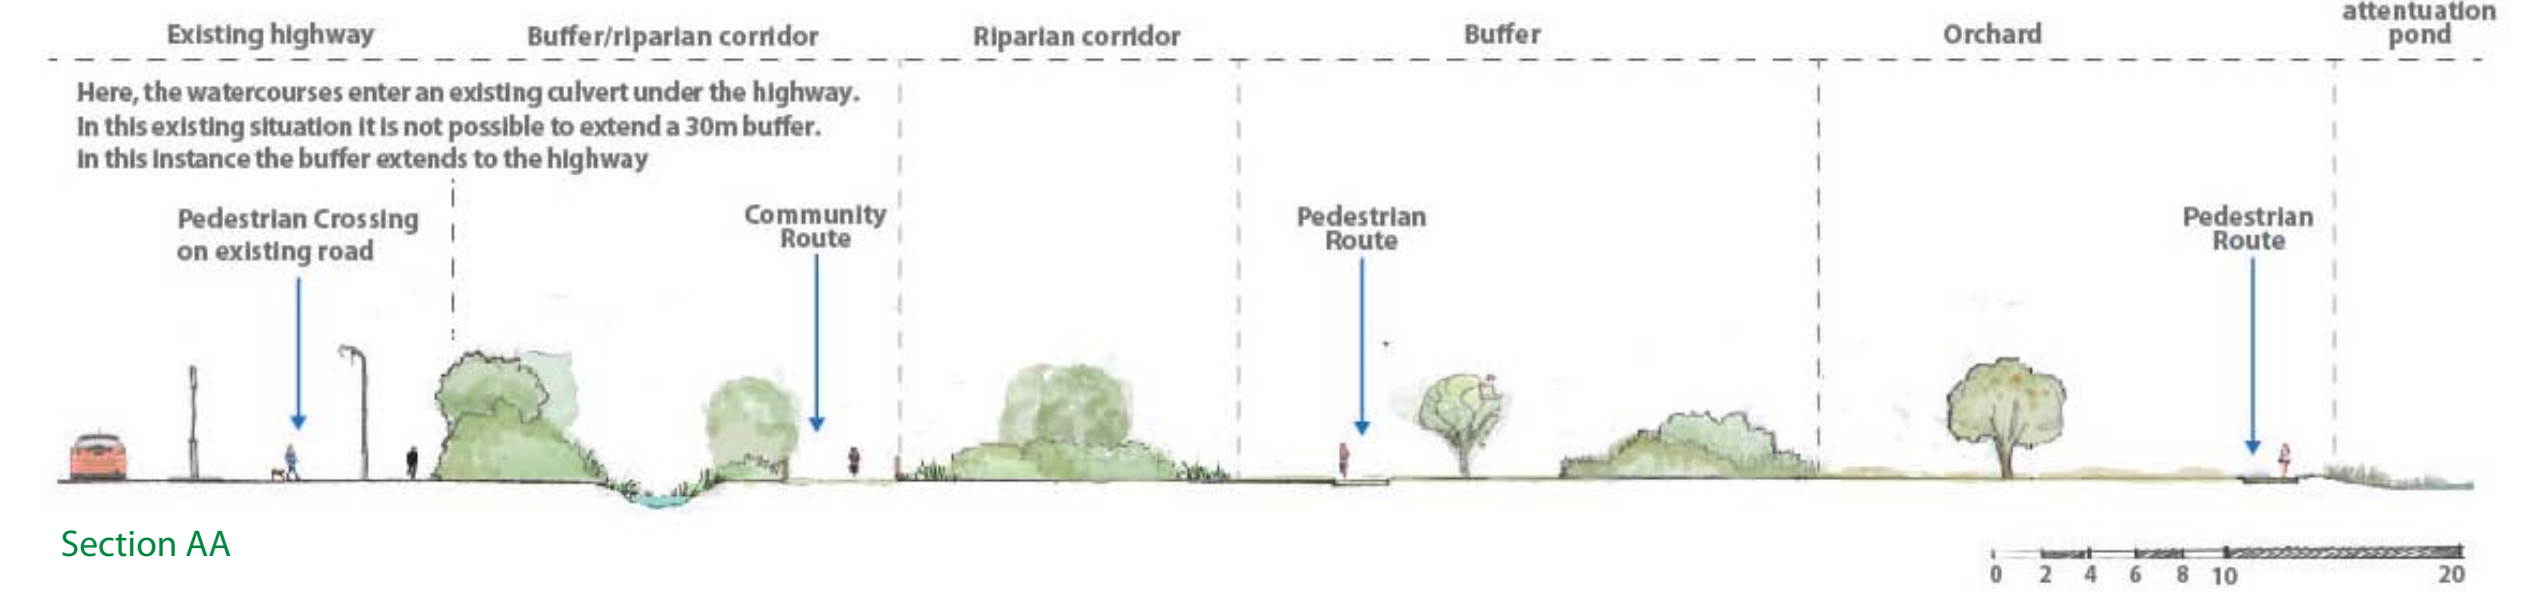 Existing highway
Buffer/riparian corridor
Riparian corridor
Buffer
Orchard
attentuation
pond
Here, the watercourses enter an existing culvert under the highway.
In this existing situation it is not possible to extend a 30m buffer.
In this instance the buffer extends to the highway
Pedestrian Crossing
on existing road
Community
Route
Pedestrian
Route
Pedestrian
Route
Section AA
0 2 4 6 8 10 20